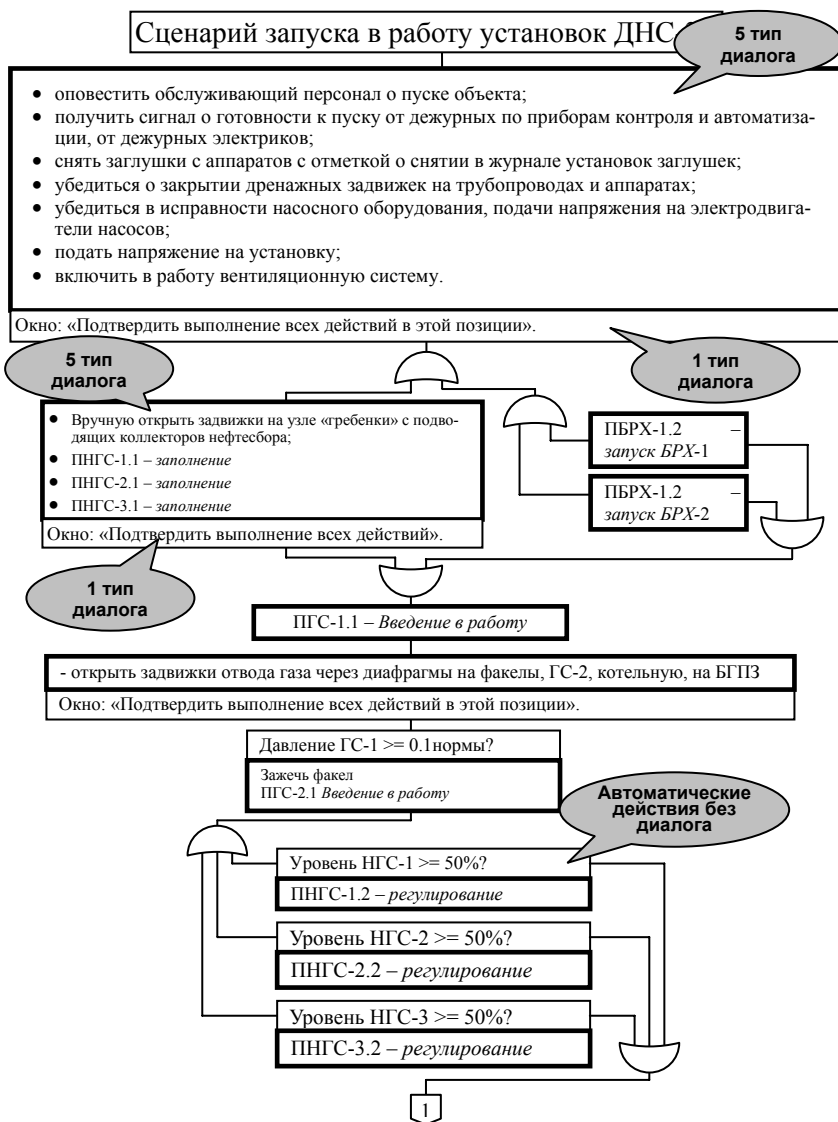 Сценарий запуска в работу установок ДНС-
5 тип
диалога
• оповестить обслуживающий персонал о пуске объекта;
• получить сигнал о готовности к пуску от дежурных по приборам контроля и автоматиза-
ции, от дежурных электриков;
• снять заглушки с аппаратов с отметкой о снятии в журнале установок заглушек;
• убедиться о закрытии дренажных задвижек на трубопроводах и аппаратах;
• убедиться в исправности насосного оборудования, подачи напряжения на электродвига-
тели насосов;
• подать напряжение на установку;
• включить в работу вентиляционную систему.
Окно: «Подтвердить выполнение всех действий в этой позиции».
5 тип
диалога
1 тип
диалога
• Вручную открыть задвижки на узле «гребенки» с подво-
дящих коллекторов нефтесбора;
• ПНГС-1.1 – заполнение
• ПНГС-2.1 – заполнение
• ПНГС-3.1 – заполнение
Окно: «Подтвердить выполнение всех действий».
ПБРХ-1.2 –
запуск БРХ-1
ПБРХ-1.2 –
запуск БРХ-2
1 тип
диалога
ПГС-1.1 – Введение в работу
- открыть задвижки отвода газа через диафрагмы на факелы, ГС-2, котельную, на БГПЗ
Окно: «Подтвердить выполнение всех действий в этой позиции».
Давление ГС-1 >= 0.1нормы?
Зажечь факел
ПГС-2.1 Введение в работу
Автоматические
действия без
диалога
Уровень НГС-1 >= 50%?
ПНГС-1.2 – регулирование
Уровень НГС-2 >= 50%?
ПНГС-2.2 – регулирование
Уровень НГС-3 >= 50%?
ПНГС-3.2 – регулирование
1